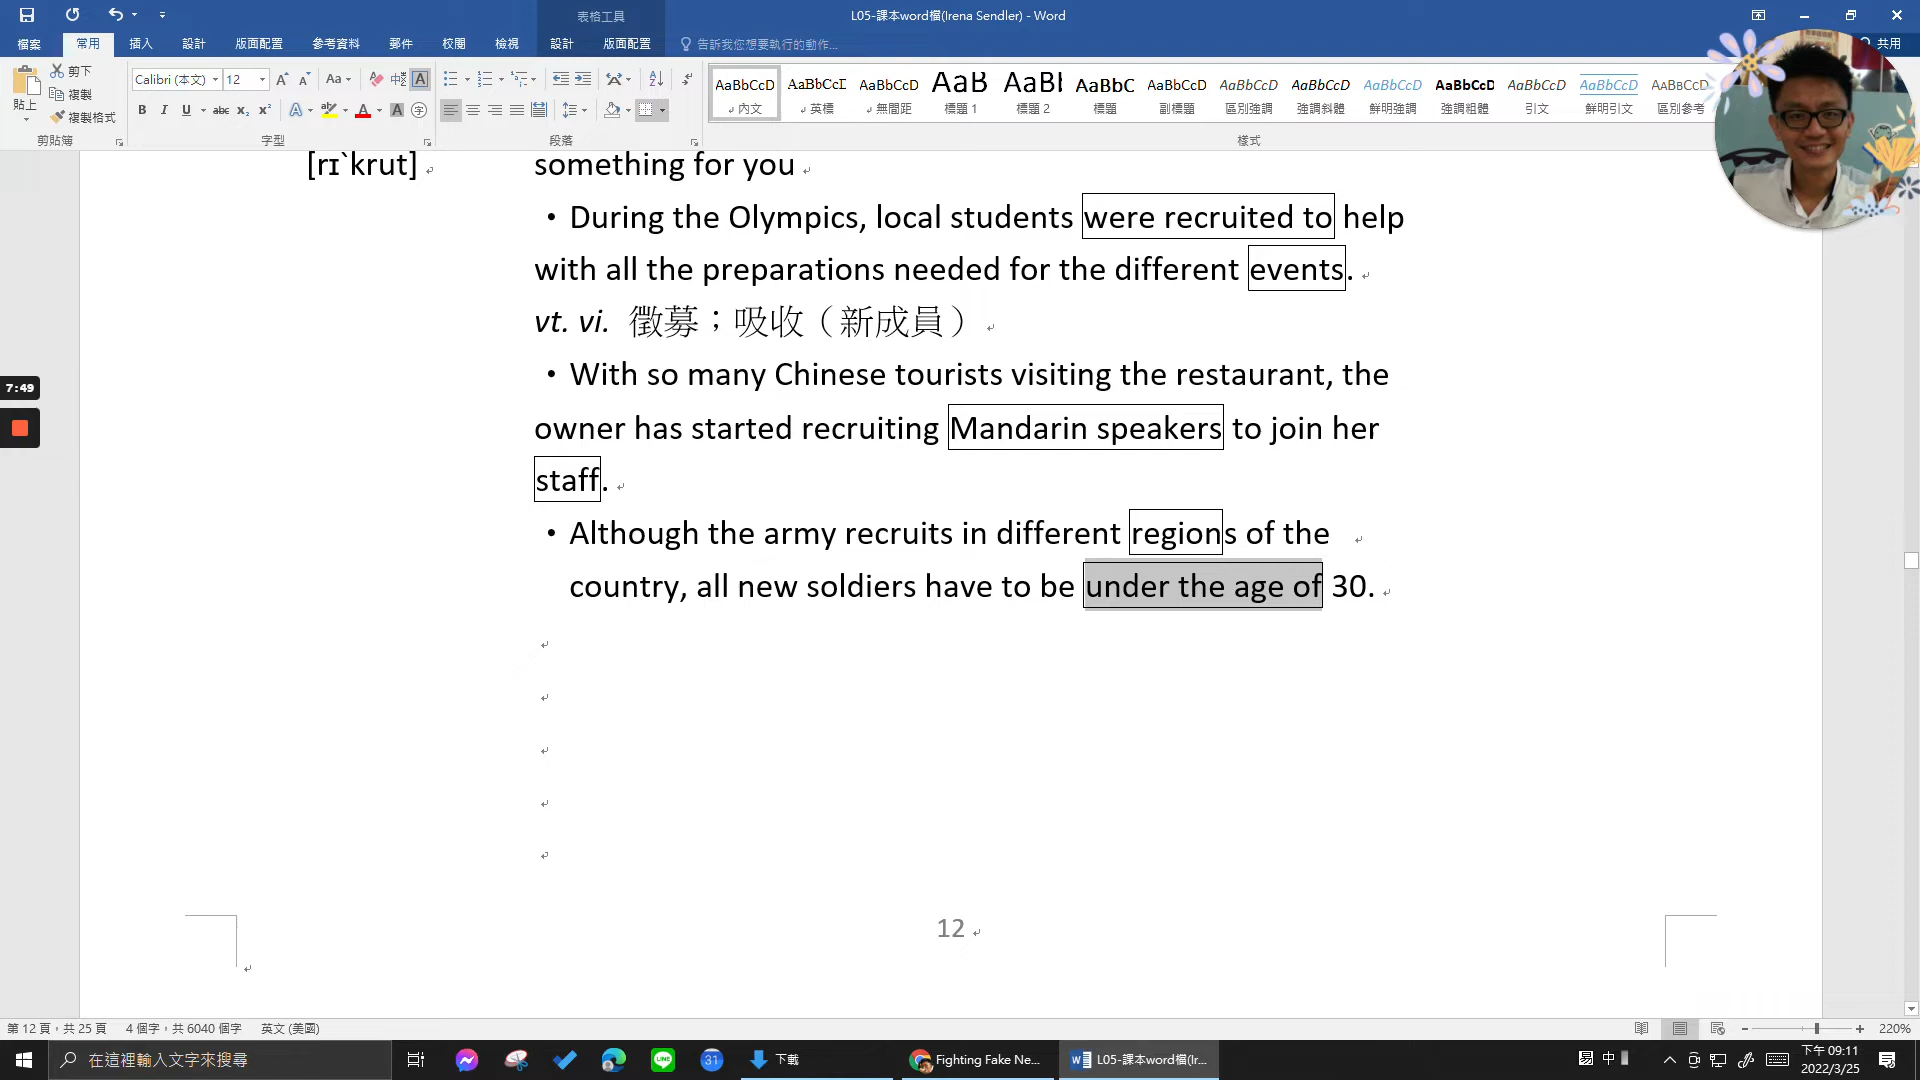 L05-課本word檔(Irena Sendler) - Word
表格工具
檔案 常用 插入 設計 版面配置 參考資料 郵件 校閱 檢視 設計 版面配置 告訴我您想要執行的動作... 共用
貼上 剪下 複製 複製格式
Calibri (本文) 12
AaBbCcD AaBbCcD AaB AaBl AaBbC AaBbCcD AaBbCcD AaBbCcD AaBbCcD AaBbCcD AaBbCcD AaBbCcD
內文 英標 無間距 標題 1 標題 2 標題 副標題 區別強調 強調斜體 鮮明強調 強調粗體 引文 鮮明引文 區別參考
剪貼簿 字型 段落 樣式
[rɪˋkrut] something for you
・During the Olympics, local students were recruited to help
with all the preparations needed for the different events.
vt. vi. 徵募；吸收（新成員）
・With so many Chinese tourists visiting the restaurant, the
7:49
owner has started recruiting Mandarin speakers to join her
staff.
・Although the army recruits in different regions of the
country, all new soldiers have to be under the age of 30.
12
第 12 頁，共 25 頁 4 個字，共 6040 個字 英文 (美國) 220%
在這裡輸入文字來搜尋 LINE 31 下載 Fighting Fake Ne... L05-課本word檔(Ir... 中 下午 09:11
2022/3/25